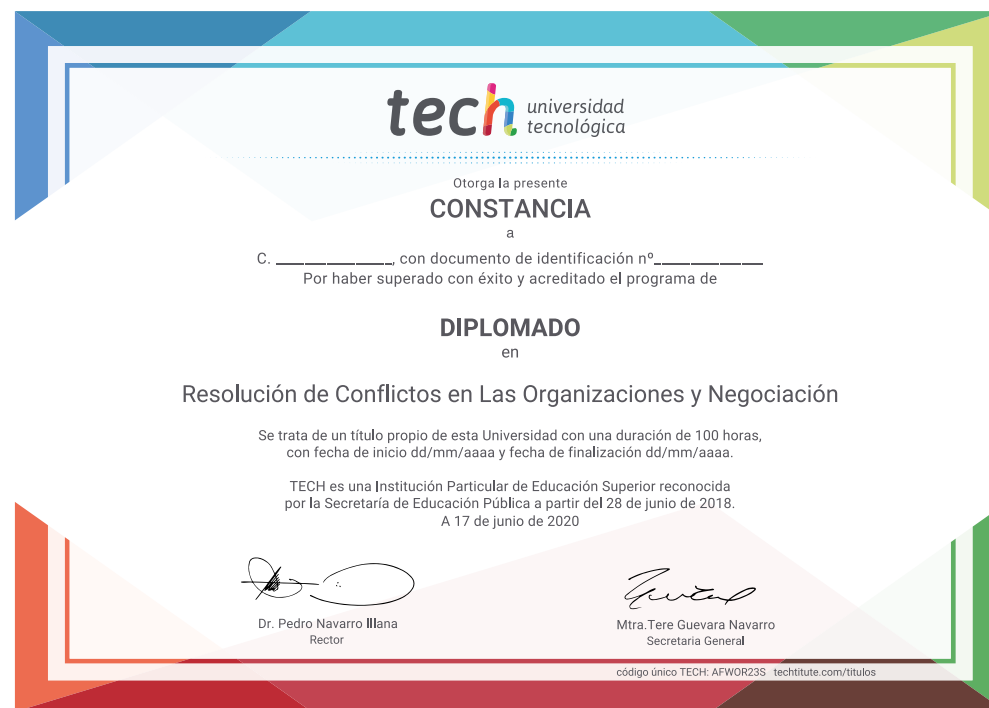 tech universidad
tecnológica
Otorga la presente
CONSTANCIA
a
C. ____________, con documento de identificación nº____________
Por haber superado con éxito y acreditado el programa de
DIPLOMADO
en
Resolución de Conflictos en Las Organizaciones y Negociación
Se trata de un título propio de esta Universidad con una duración de 100 horas,
con fecha de inicio dd/mm/aaaa y fecha de finalización dd/mm/aaaa.
TECH es una Institución Particular de Educación Superior reconocida
por la Secretaría de Educación Pública a partir del 28 de junio de 2018.
A 17 de junio de 2020
Dr. Pedro Navarro Illana
Rector
Mtra.Tere Guevara Navarro
Secretaria General
código único TECH: AFWOR23S techtitute.com/titulos